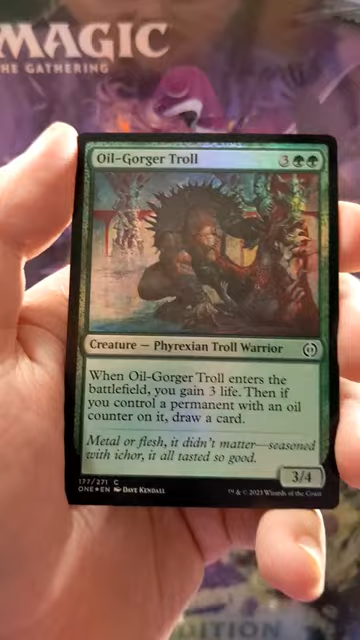 MAGIC
THE GATHERING
Oil-Gorger Troll 3
Creature — Phyrexian Troll Warrior
When Oil-Gorger Troll enters the
battlefield, you gain 3 life. Then if
you control a permanent with an oil
counter on it, draw a card.
Metal or flesh, it didn't matter—seasoned
with ichor, it all tasted so good.
3/4
177/271 C
ONE★EN Dave Kendall
™ & © 2023 Wizards of the Coast
EDITION